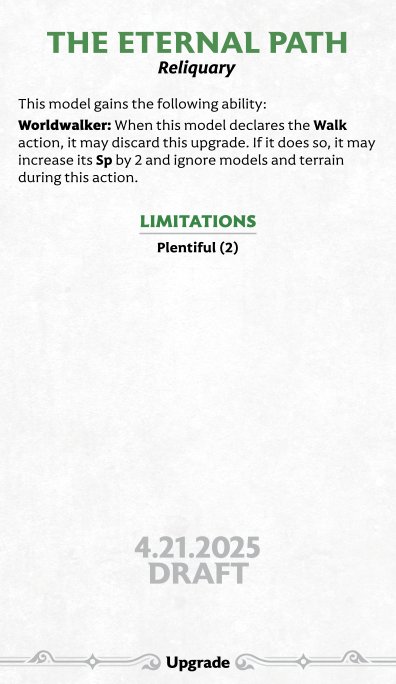 THE ETERNAL PATH
Reliquary
This model gains the following ability:
Worldwalker: When this model declares the Walk
action, it may discard this upgrade. If it does so, it may
increase its Sp by 2 and ignore models and terrain
during this action.
LIMITATIONS
Plentiful (2)
4.21.2025
DRAFT
Upgrade